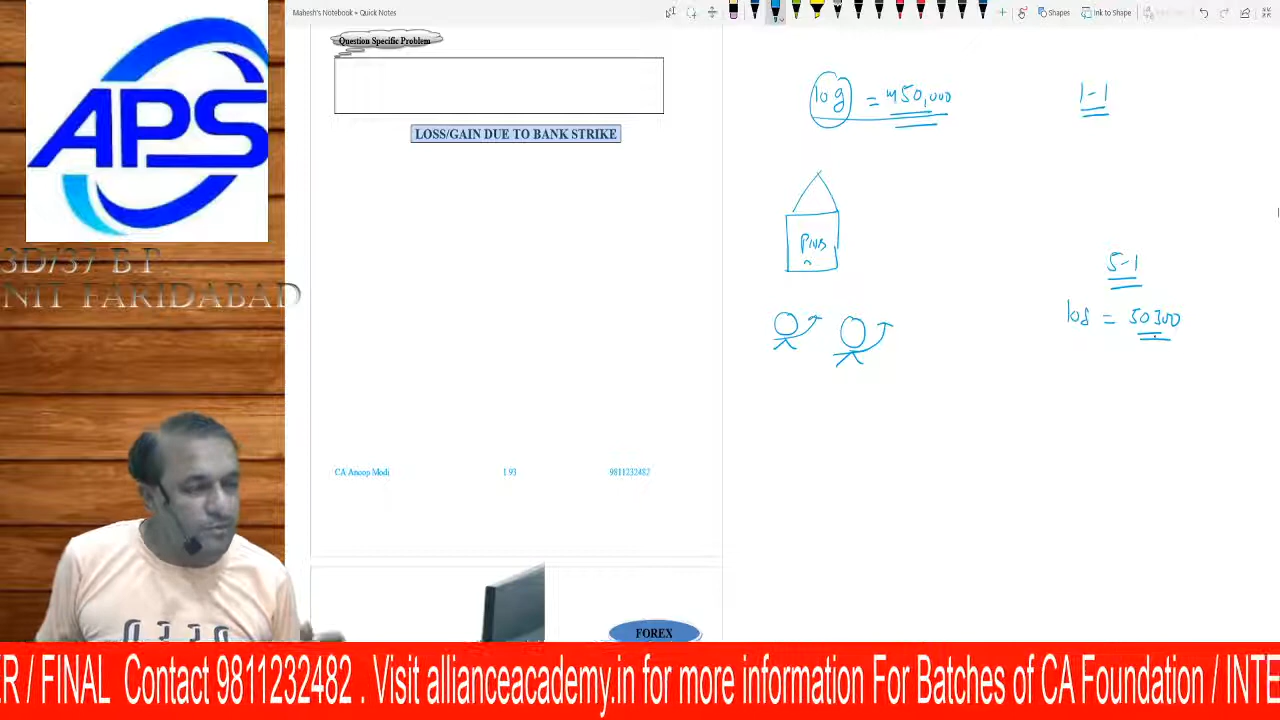 Mahesh's Notebook » Quick Notes
Shapes
Ink to Shape
APS
3D/37 B.P.
NIT FARIDABAD
Question Specific Problem
LOSS/GAIN DUE TO BANK STRIKE
CA Anoop Modi
1 93
9811232482
FOREX
log = 450,000
1-1
5-1
= 50300
ER / FINAL Contact 9811232482 . Visit allianceacademy.in for more information For Batches of CA Foundation / INTE